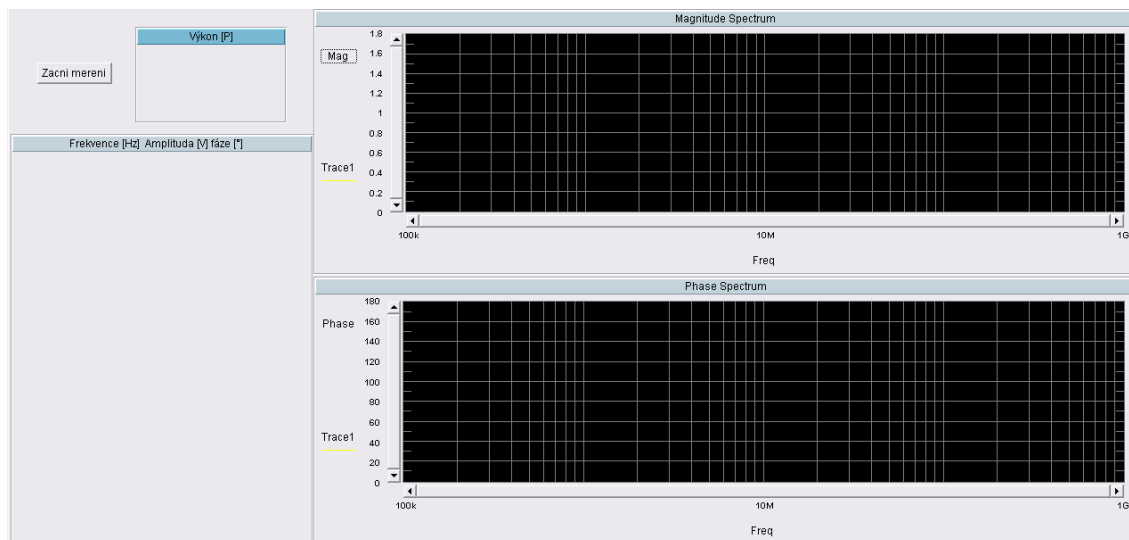 Výkon [P]
Zacni mereni
Frekvence [Hz] Amplituda [V] fáze [°]
Magnitude Spectrum
Mag
Trace1
1.8
1.6
1.4
1.2
1
0.8
0.6
0.4
0.2
0
100k
10M
1G
Freq
Phase Spectrum
Phase
Trace1
180
160
140
120
100
80
60
40
20
0
100k
10M
1G
Freq